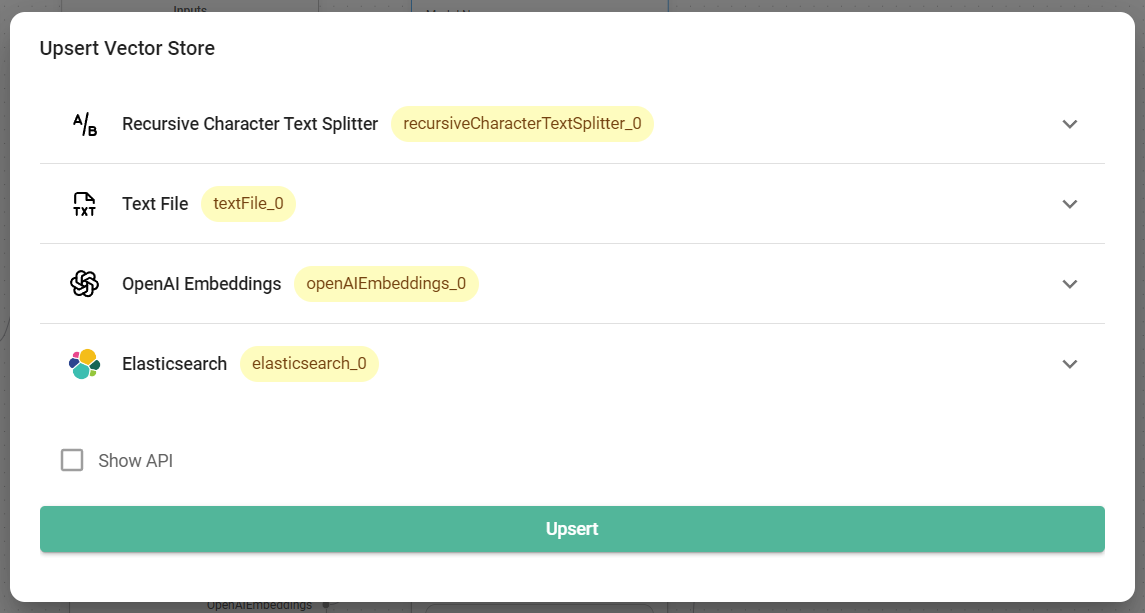 Inputs
Upsert Vector Store
A/B Recursive Character Text Splitter recursiveCharacterTextSplitter_0
TXT Text File textFile_0
OpenAI Embeddings openAIEmbeddings_0
Elasticsearch elasticsearch_0
Show API
Upsert
OpenAIEmbeddings